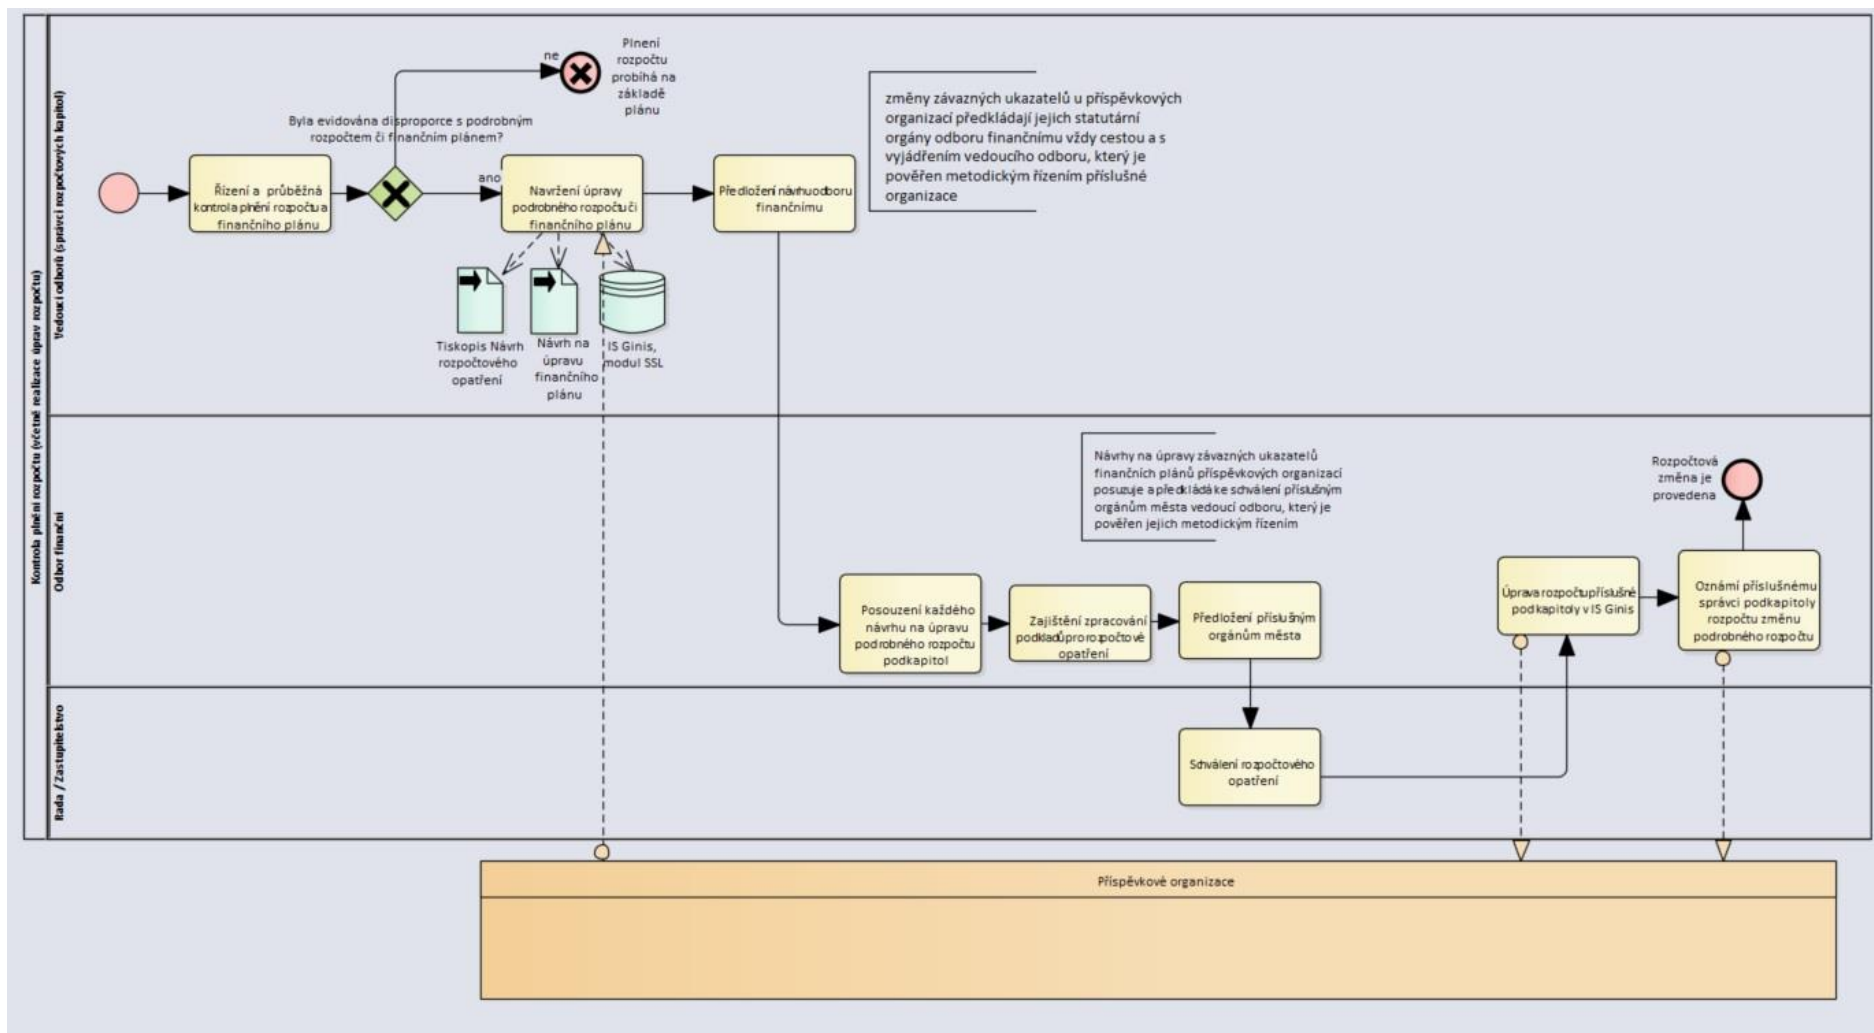 Kontrola plnění rozpočtu (včetně realizace úprav rozpočtu)
Vedoucí odborů (správci rozpočtových kapitol)
Byla evidována disproporce s podrobným
rozpočtem či finančním plánem?
ne
Plnení
rozpočtu
probíhá na
základě
plánu
ano
Řízení a průběžná
kontrola plnění rozpočtu a
finančního plánu
Navržení úpravy
podrobného rozpočtu či
finančního plánu
Předložení návrhu odboru
finančnímu
změny závazných ukazatelů u příspěvkových
organizací předkládají jejich statutární
orgány odboru finančnímu vždy cestou a s
vyjádřením vedoucího odboru, který je
pověřen metodickým řízením příslušné
organizace
Tiskopis Návrh
rozpočtového
opatření
Návrh na
úpravu
finančního
plánu
IS Ginis,
modul SSL
Odbor finanční
Návrhy na úpravy závazných ukazatelů
finančních plánů příspěvkových organizací
posuzuje a předkládá ke schválení příslušným
orgánům města vedoucí odboru, který je
pověřen jejich metodickým řízením
Rozpočtová
změna je
provedena
Posouzení každého
návrhu na úpravu
podrobného rozpočtu
podkapitol
Zajištění zpracování
podkladů pro rozpočtové
opatření
Předložení příslušným
orgánům města
Úprava rozpočtu příslušné
podkapitoly v IS Ginis
Oznámí příslušnému
správci podkapitoly
rozpočtu změnu
podrobného rozpočtu
Rada / Zastupitelstvo
Schválení rozpočtového
opatření
Příspěvkové organizace